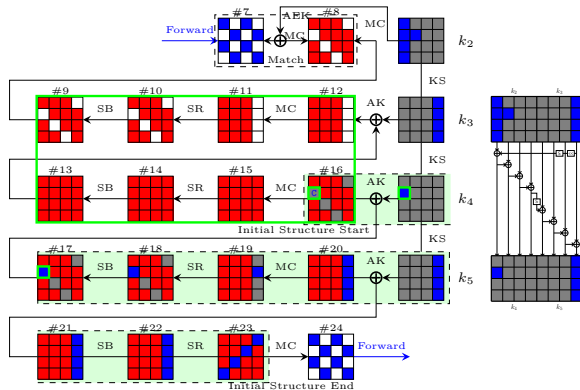 #7 AEK #8 MC
Forward MC k₂
Match
KS
#9 #10 #11 #12
SB SR MC AK k₃
KS
#13 #14 #15 #16
SB SR MC C AK k₄
Initial Structure Start
KS
#17 #18 #19 #20
SB SR MC AK k₅
#21 #22 #23 #24
SB SR MC Forward
Initial Structure End